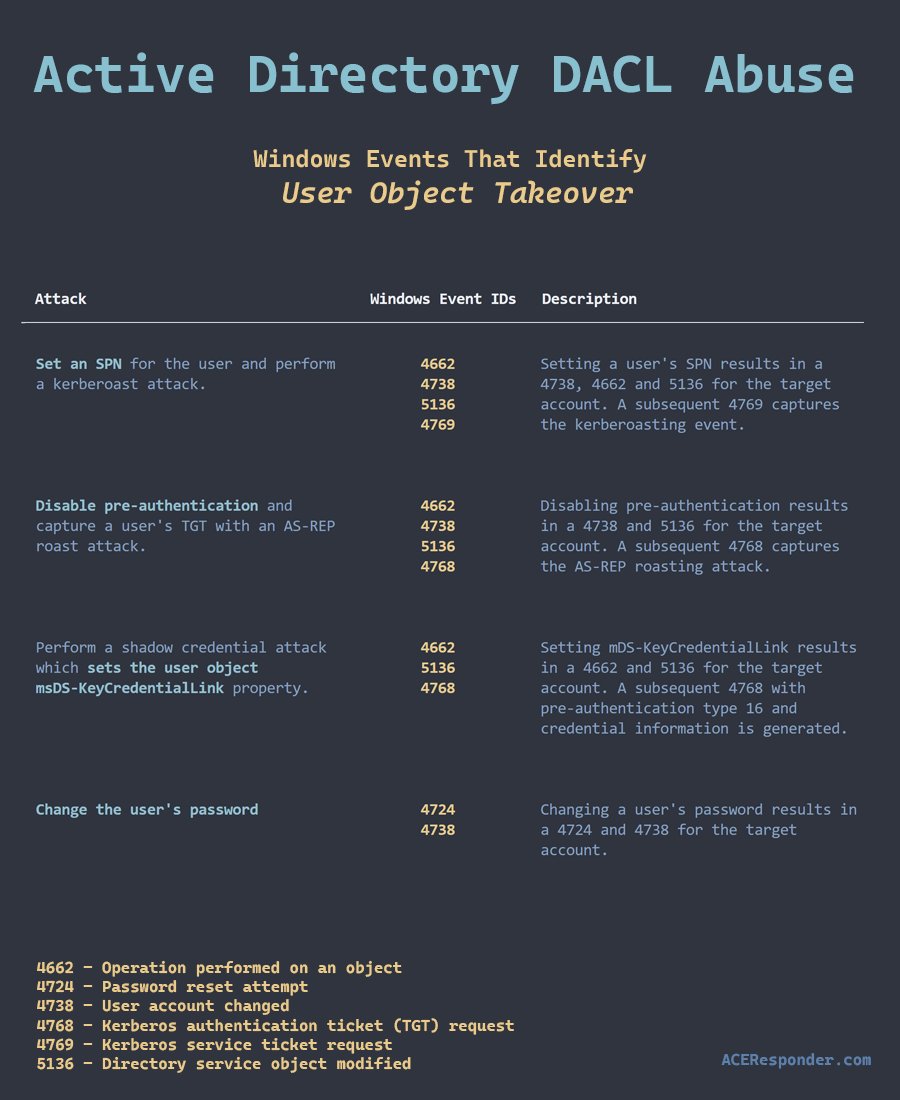 Active Directory DACL Abuse
Windows Events That Identify
User Object Takeover
Attack Windows Event IDs Description
Set an SPN for the user and perform
a kerberoast attack.
4662
4738
5136
4769
Setting a user's SPN results in a
4738, 4662 and 5136 for the target
account. A subsequent 4769 captures
the kerberoasting event.
Disable pre-authentication and
capture a user's TGT with an AS-REP
roast attack.
4662
4738
5136
4768
Disabling pre-authentication results
in a 4738 and 5136 for the target
account. A subsequent 4768 captures
the AS-REP roasting attack.
Perform a shadow credential attack
which sets the user object
msDS-KeyCredentialLink property.
4662
5136
4768
Setting mDS-KeyCredentialLink results
in a 4662 and 5136 for the target
account. A subsequent 4768 with
pre-authentication type 16 and
credential information is generated.
Change the user's password
4724
4738
Changing a user's password results in
a 4724 and 4738 for the target
account.
4662 – Operation performed on an object
4724 – Password reset attempt
4738 – User account changed
4768 – Kerberos authentication ticket (TGT) request
4769 – Kerberos service ticket request
5136 – Directory service object modified
ACEResponder.com